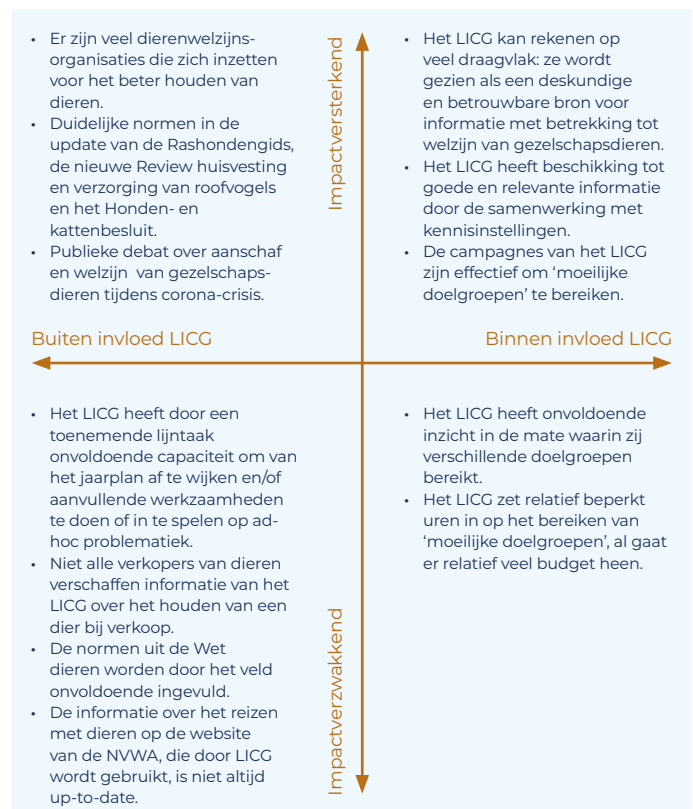 • Er zijn veel dierenwelzijns-
organisaties die zich inzetten
voor het beter houden van
dieren.
• Duidelijke normen in de
update van de Rashondengids,
de nieuwe Review huisvesting
en verzorging van roofvogels
en het Honden- en
kattenbesluit.
• Publieke debat over aanschaf
en welzijn van gezelschaps-
dieren tijdens corona-crisis.
Impactversterkend
• Het LICG kan rekenen op
veel draagvlak: ze wordt
gezien als een deskundige
en betrouwbare bron voor
informatie met betrekking tot
welzijn van gezelschapsdieren.
• Het LICG heeft beschikking tot
goede en relevante informatie
door de samenwerking met
kennisinstellingen.
• De campagnes van het LICG
zijn effectief om ‘moeilijke
doelgroepen’ te bereiken.
Buiten invloed LICG
Binnen invloed LICG
• Het LICG heeft door een
toenemende lijntaak
onvoldoende capaciteit om van
het jaarplan af te wijken en/of
aanvullende werkzaamheden
te doen of in te spelen op ad-
hoc problematiek.
• Niet alle verkopers van dieren
verschaffen informatie van het
LICG over het houden van een
dier bij verkoop.
• De normen uit de Wet
dieren worden door het veld
onvoldoende ingevuld.
• De informatie over het reizen
met dieren op de website
van de NVWA, die door LICG
wordt gebruikt, is niet altijd
up-to-date.
Impactverzwakkend
• Het LICG heeft onvoldoende
inzicht in de mate waarin zij
verschillende doelgroepen
bereikt.
• Het LICG zet relatief beperkt
uren in op het bereiken van
‘moeilijke doelgroepen’, al gaat
er relatief veel budget heen.